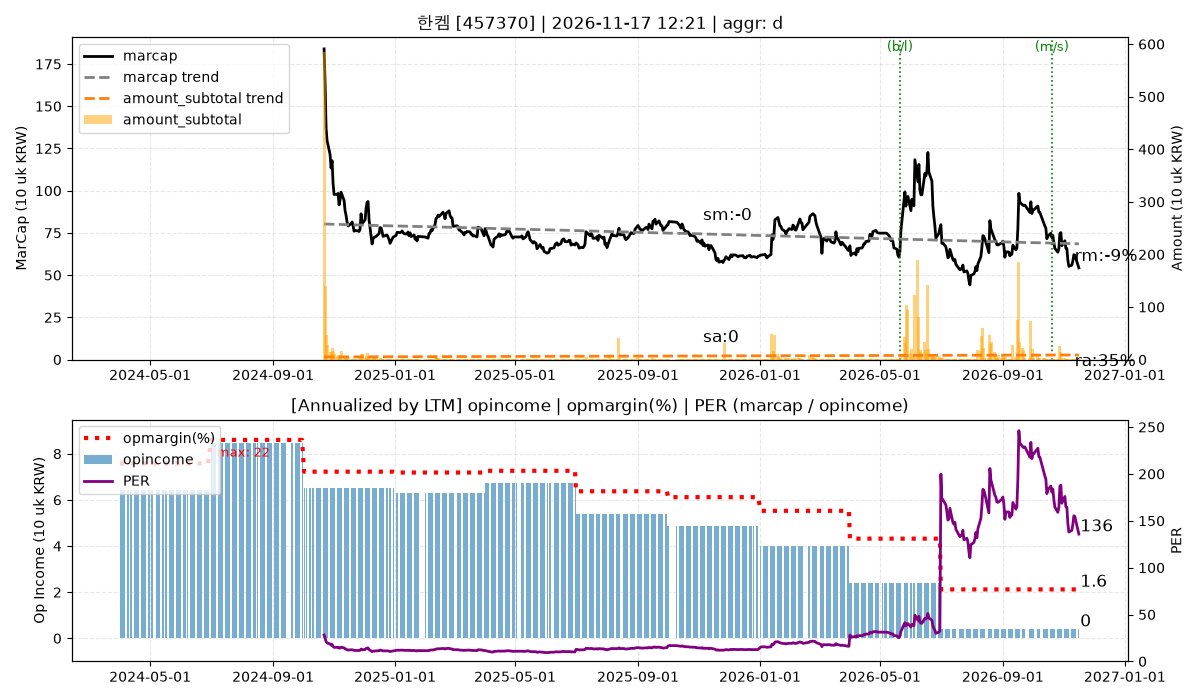 한켐 [457370] | 2026-11-17 12:21 | aggr: d
marcap
marcap trend
amount_subtotal trend
amount_subtotal
(b/l)
(m/s)
MarCap (10 uk KRW)
Amount (10 uk KRW)
175
150
125
100
75
50
25
0
600
500
400
300
200
100
0
sm:-0
rm:-9%
sa:0
ra:35%
2024-05-01
2024-09-01
2025-01-01
2025-05-01
2025-09-01
2026-01-01
2026-05-01
2026-09-01
2027-01-01
[Annualized by LTM] opincome | opmargin(%) | PER (marcap / opincome)
opmargin(%)
opincome
PER
max: 22
Op Income (10 uk KRW)
PER
8
6
4
2
0
250
200
150
100
50
0
136
1.6
0
2024-05-01
2024-09-01
2025-01-01
2025-05-01
2025-09-01
2026-01-01
2026-05-01
2026-09-01
2027-01-01